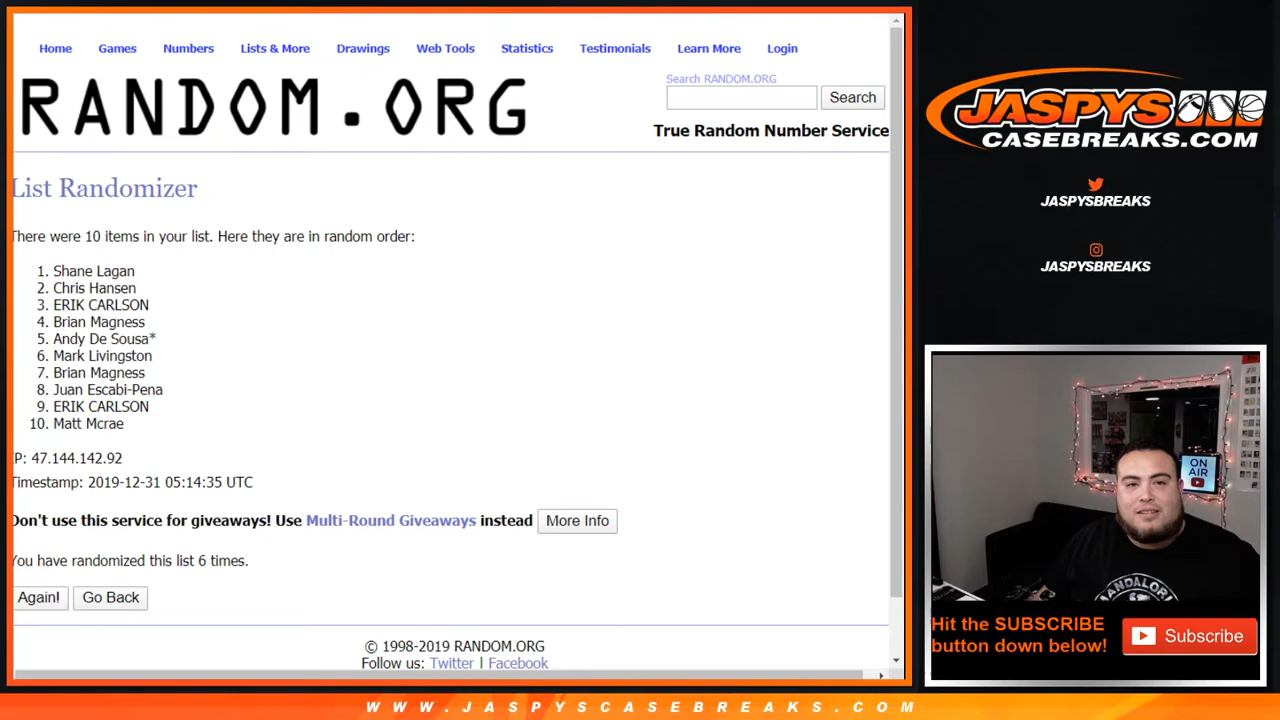 Home Games Numbers Lists & More Drawings Web Tools Statistics Testimonials Learn More Login
RANDOM.ORG
Search RANDOM.ORG
Search
True Random Number Service
List Randomizer
There were 10 items in your list. Here they are in random order:
1. Shane Lagan
2. Chris Hansen
3. ERIK CARLSON
4. Brian Magness
5. Andy De Sousa*
6. Mark Livingston
7. Brian Magness
8. Juan Escabi-Pena
9. ERIK CARLSON
10. Matt Mcrae
IP: 47.144.142.92
Timestamp: 2019-12-31 05:14:35 UTC
Don't use this service for giveaways! Use Multi-Round Giveaways instead More Info
You have randomized this list 6 times.
Again! Go Back
© 1998-2019 RANDOM.ORG
Follow us: Twitter | Facebook
JASPYS
CASEBREAKS.COM
JASPYSBREAKS
JASPYSBREAKS
ON
AIR
MANDALORI
Hit the SUBSCRIBE
button down below!
Subscribe
WWW.JASPYSCASEBREAKS.COM